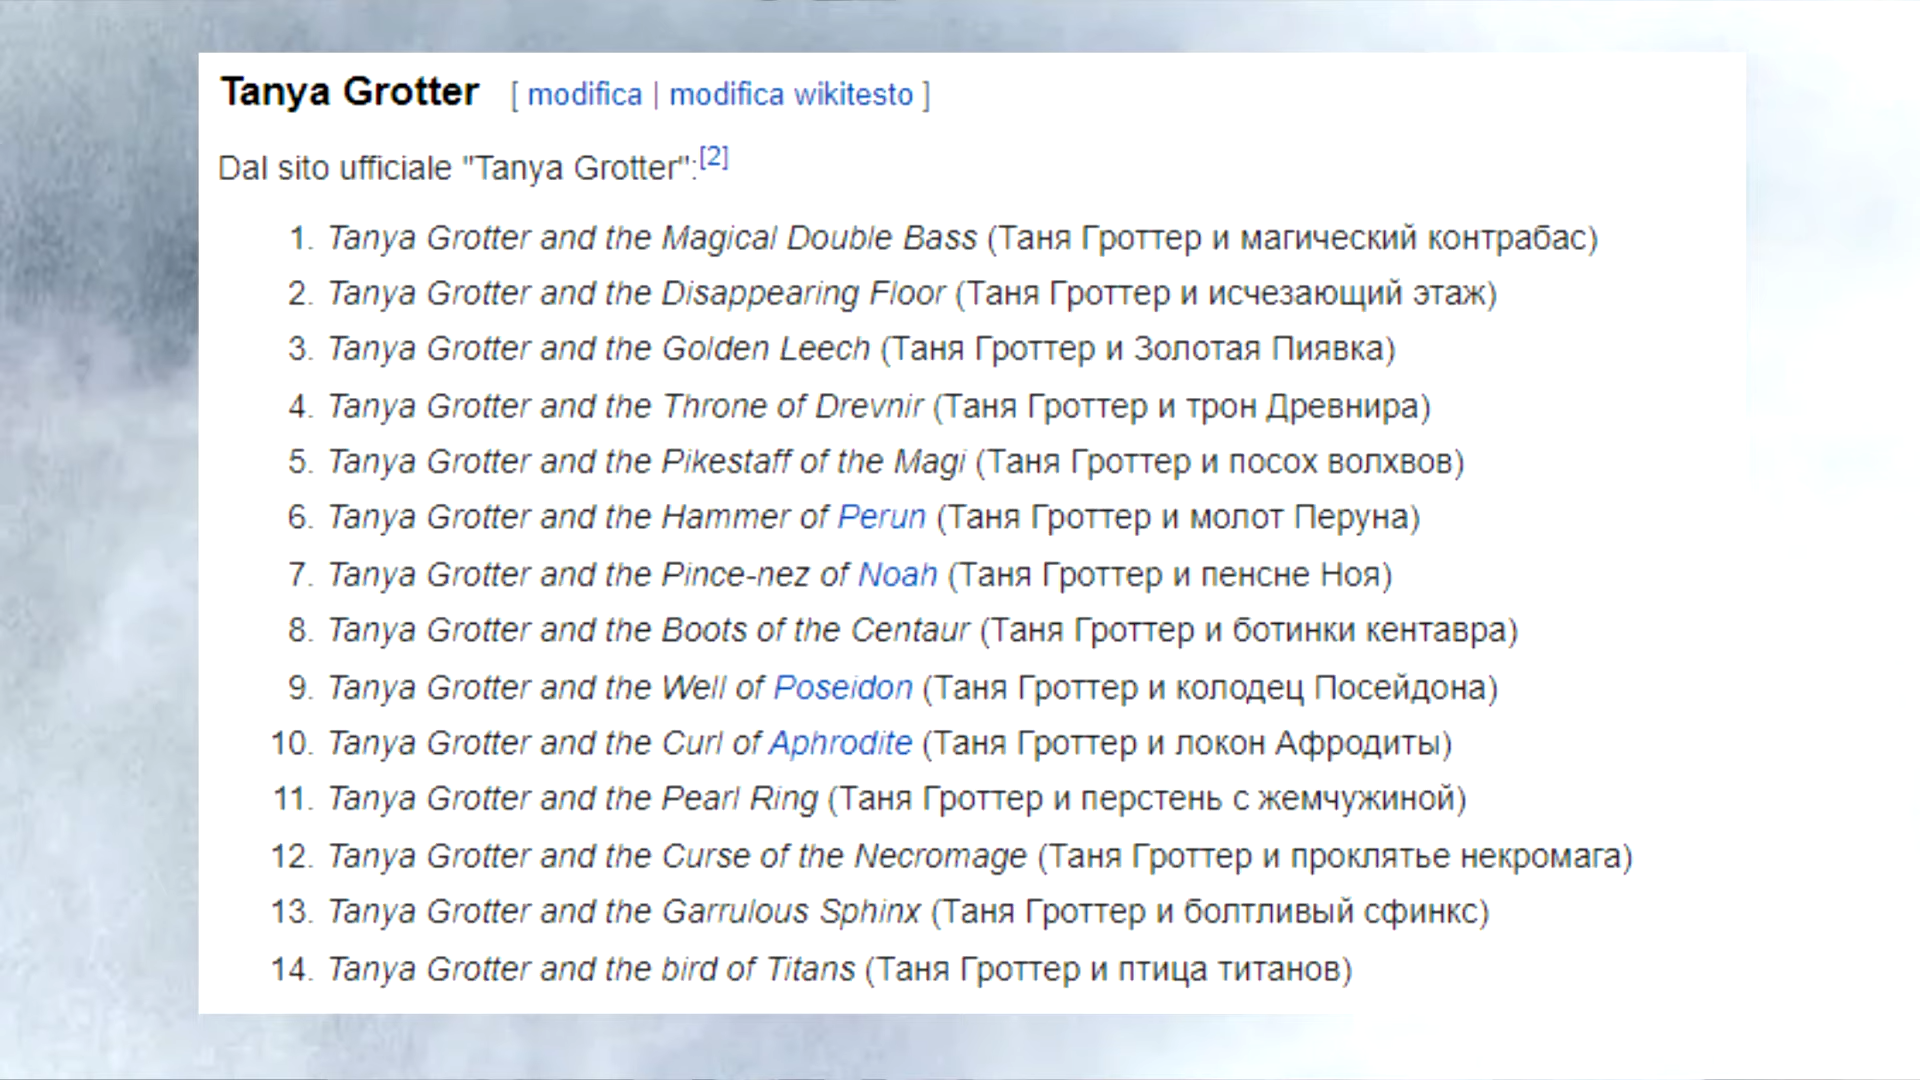 Tanya Grotter [ modifica | modifica wikitesto ]
Dal sito ufficiale "Tanya Grotter":[2]
1. Tanya Grotter and the Magical Double Bass (Таня Гроттер и магический контрабас)
2. Tanya Grotter and the Disappearing Floor (Таня Гроттер и исчезающий этаж)
3. Tanya Grotter and the Golden Leech (Таня Гроттер и Золотая Пиявка)
4. Tanya Grotter and the Throne of Drevnir (Таня Гроттер и трон Древнира)
5. Tanya Grotter and the Pikestaff of the Magi (Таня Гроттер и посох волхвов)
6. Tanya Grotter and the Hammer of Perun (Таня Гроттер и молот Перуна)
7. Tanya Grotter and the Pince-nez of Noah (Таня Гроттер и пенсне Ноя)
8. Tanya Grotter and the Boots of the Centaur (Таня Гроттер и ботинки кентавра)
9. Tanya Grotter and the Well of Poseidon (Таня Гроттер и колодец Посейдона)
10. Tanya Grotter and the Curl of Aphrodite (Таня Гроттер и локон Афродиты)
11. Tanya Grotter and the Pearl Ring (Таня Гроттер и перстень с жемчужиной)
12. Tanya Grotter and the Curse of the Necromage (Таня Гроттер и проклятье некромага)
13. Tanya Grotter and the Garrulous Sphinx (Таня Гроттер и болтливый сфинкс)
14. Tanya Grotter and the bird of Titans (Таня Гроттер и птица титанов)